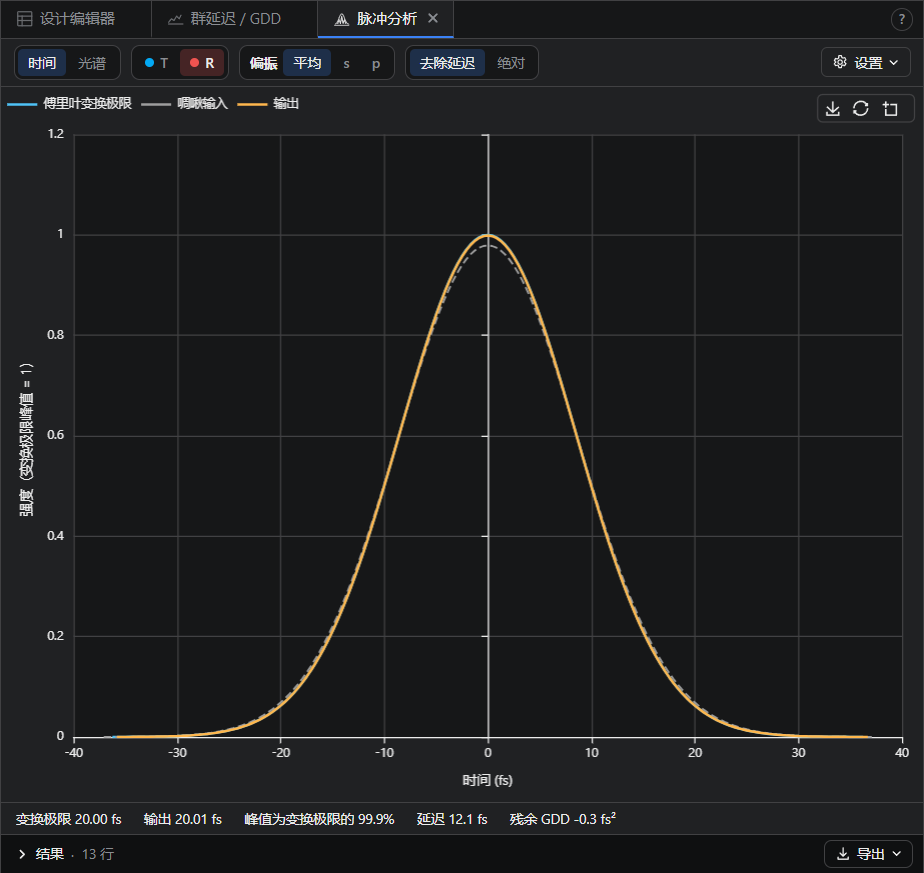 设计编辑器 群延迟 / GDD 脉冲分析 ✕ ?
时间 光谱 T R 偏振 平均 s p 去除延迟 绝对 设置
傅里叶变换极限 啁啾输入 输出
1.2
1
0.8
0.6
0.4
0.2
0
强度（变换极限峰值 = 1）
-40 -30 -20 -10 0 10 20 30 40
时间 (fs)
变换极限 20.00 fs 输出 20.01 fs 峰值为变换极限的 99.9% 延迟 12.1 fs 残余 GDD -0.3 fs²
结果 · 13 行 导出